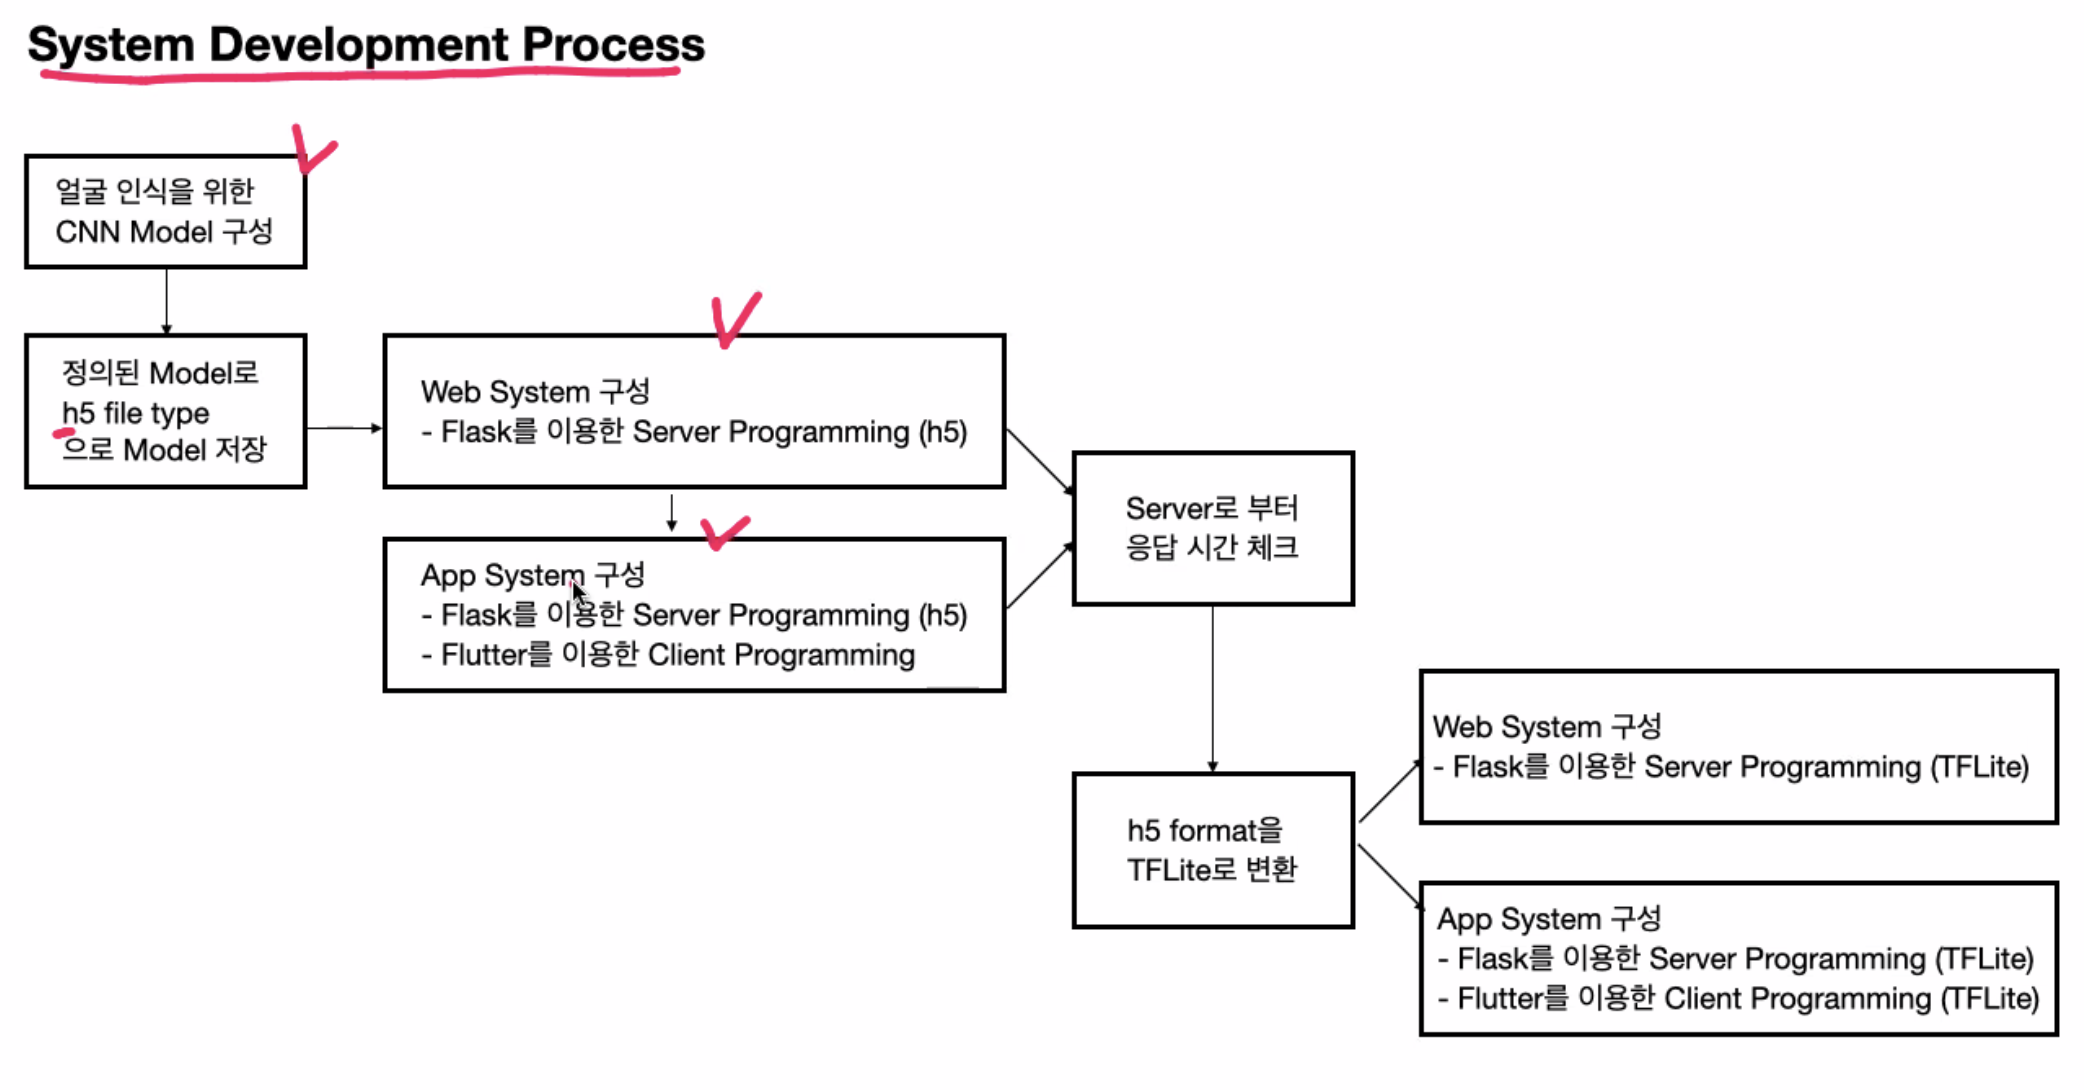 System Development Process
얼굴 인식을 위한
CNN Model 구성
정의된 Model로
h5 file type
으로 Model 저장
Web System 구성
- Flask를 이용한 Server Programming (h5)
App System 구성
- Flask를 이용한 Server Programming (h5)
- Flutter를 이용한 Client Programming
Server로 부터
응답 시간 체크
h5 format을
TFLite로 변환
Web System 구성
- Flask를 이용한 Server Programming (TFLite)
App System 구성
- Flask를 이용한 Server Programming (TFLite)
- Flutter를 이용한 Client Programming (TFLite)